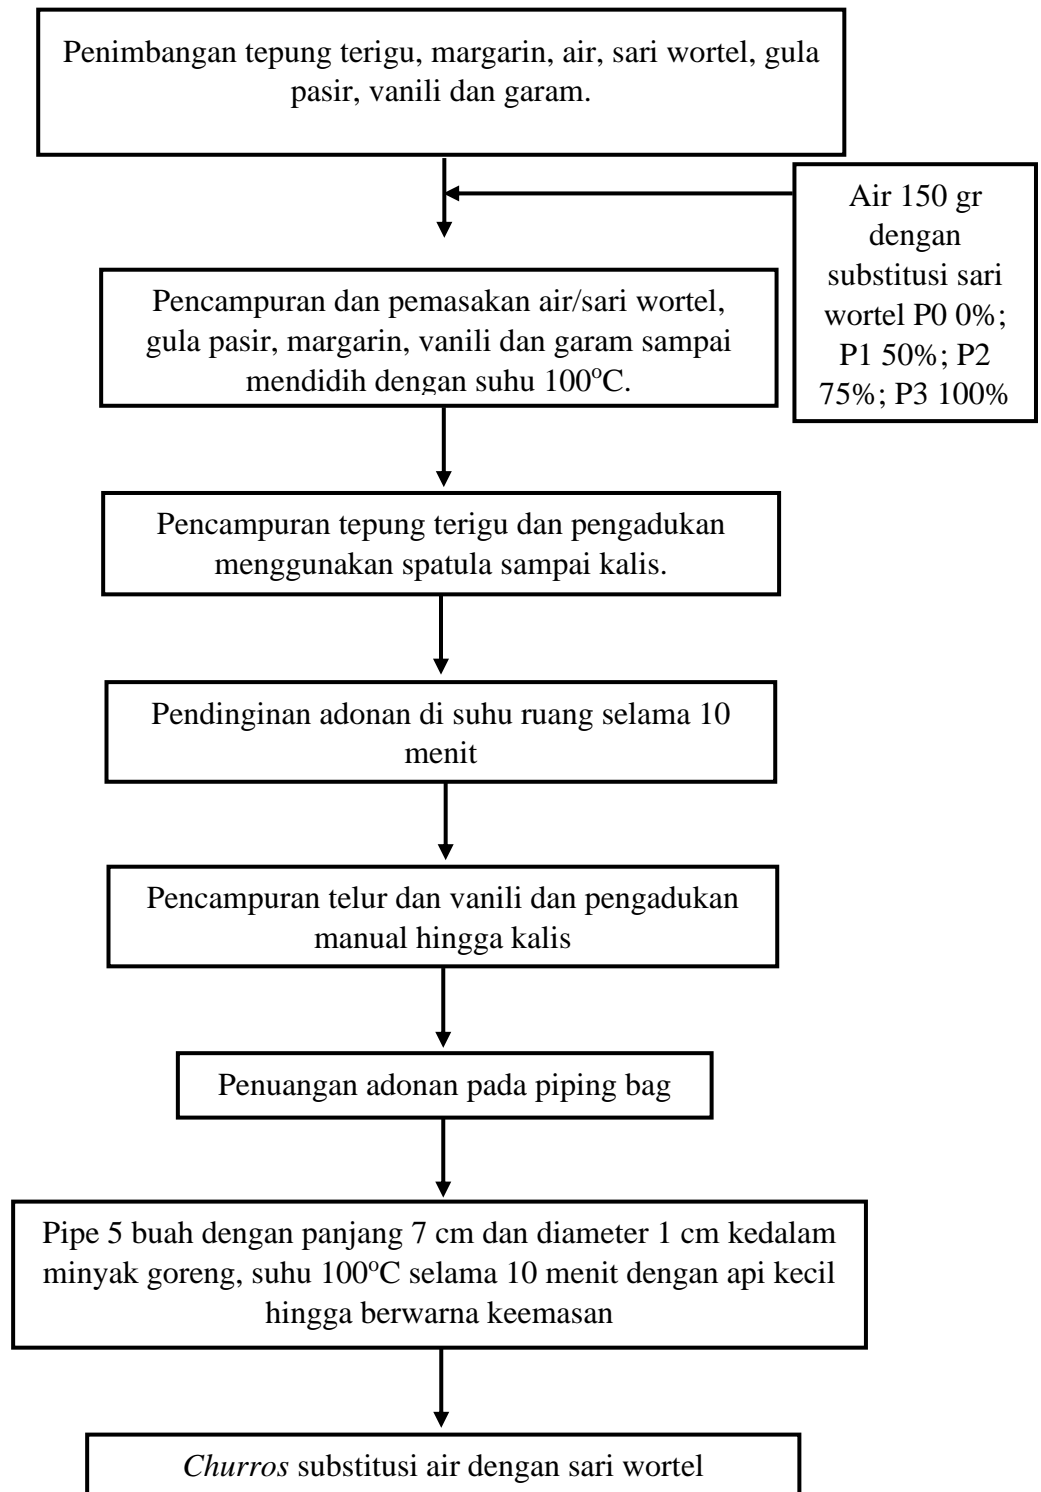 Penimbangan tepung terigu, margarin, air, sari wortel, gula
pasir, vanili dan garam.
Air 150 gr
dengan
substitusi sari
wortel P0 0%;
P1 50%; P2
75%; P3 100%
Pencampuran dan pemasakan air/sari wortel,
gula pasir, margarin, vanili dan garam sampai
mendidih dengan suhu 100°C.
Pencampuran tepung terigu dan pengadukan
menggunakan spatula sampai kalis.
Pendinginan adonan di suhu ruang selama 10
menit
Pencampuran telur dan vanili dan pengadukan
manual hingga kalis
Penuangan adonan pada piping bag
Pipe 5 buah dengan panjang 7 cm dan diameter 1 cm kedalam
minyak goreng, suhu 100°C selama 10 menit dengan api kecil
hingga berwarna keemasan
Churros substitusi air dengan sari wortel